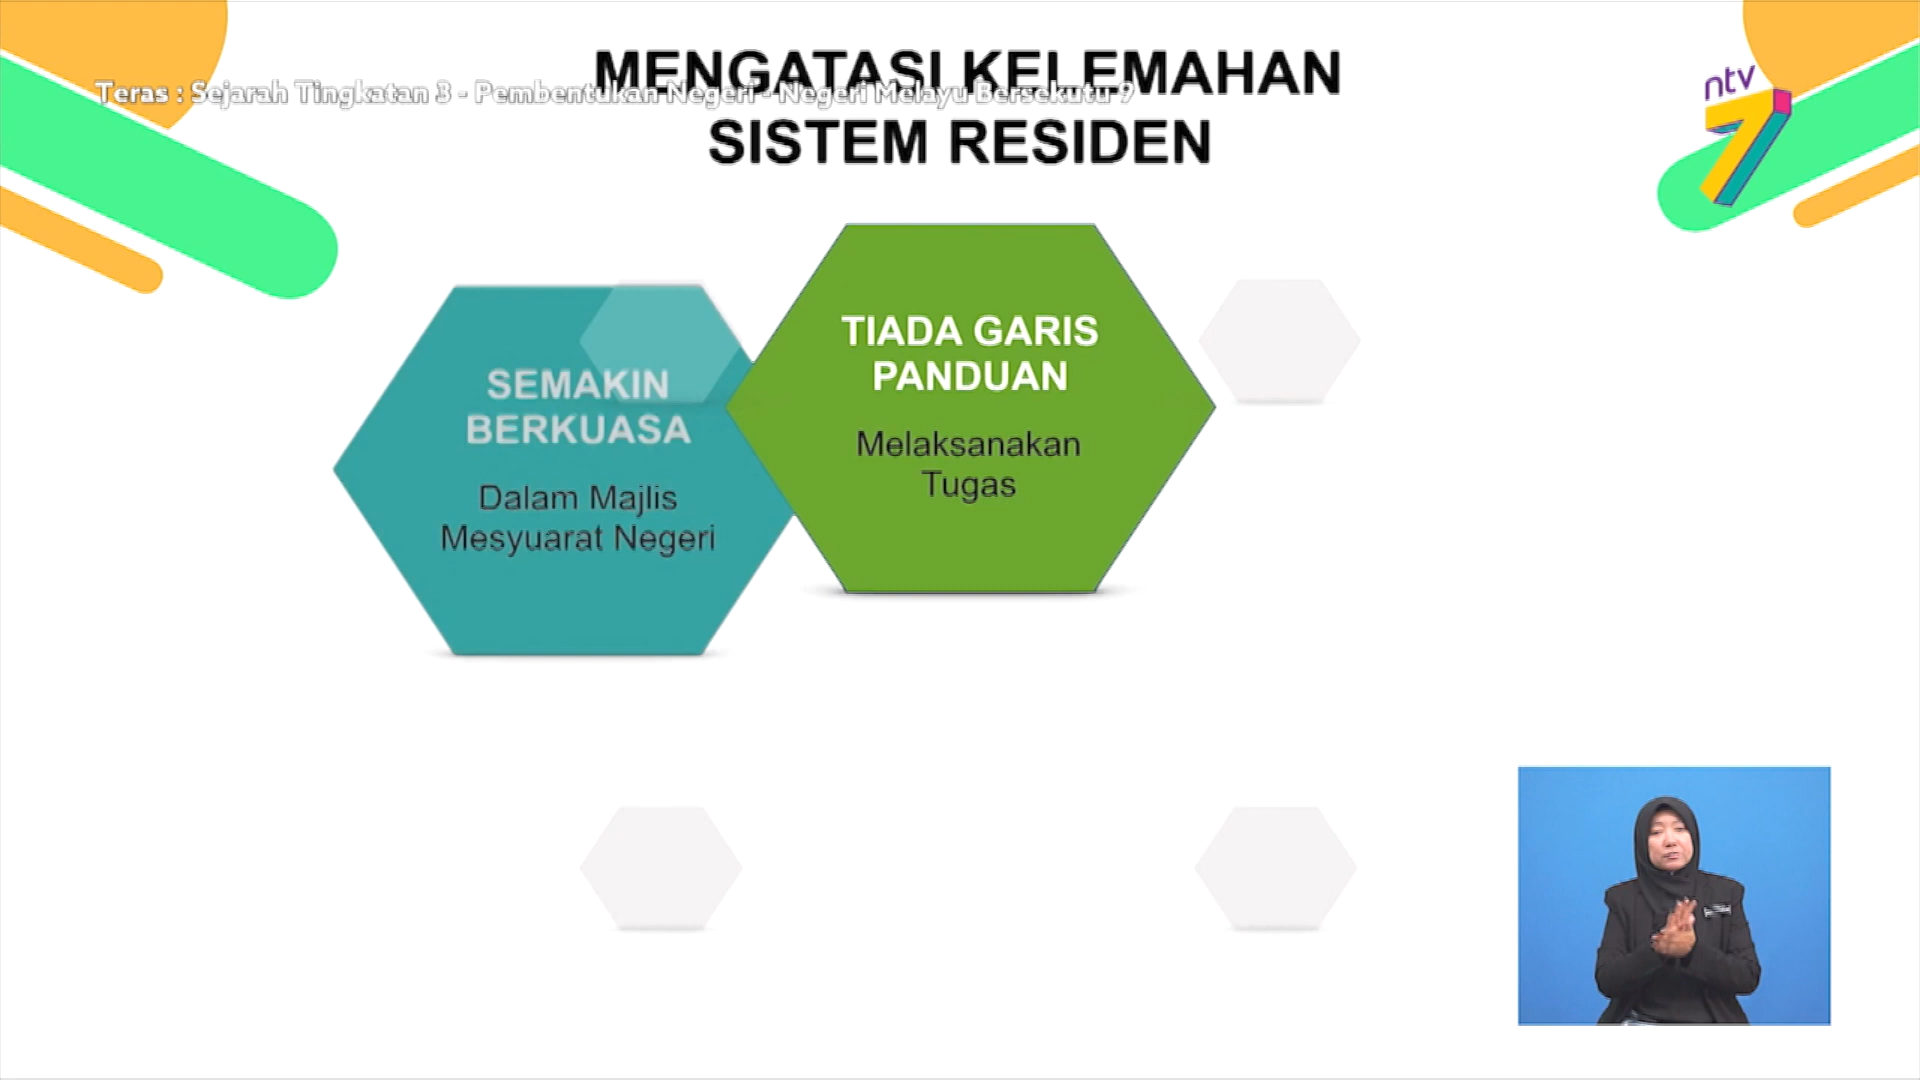 MENGATASI KELEMAHAN
Teras : Sejarah Tingkatan 3 - Pembentukan Negeri - Negeri Melayu Bersekutu 9
SISTEM RESIDEN
ntv
7
TIADA GARIS
PANDUAN
Melaksanakan
Tugas
SEMAKIN
BERKUASA
Dalam Majlis
Mesyuarat Negeri